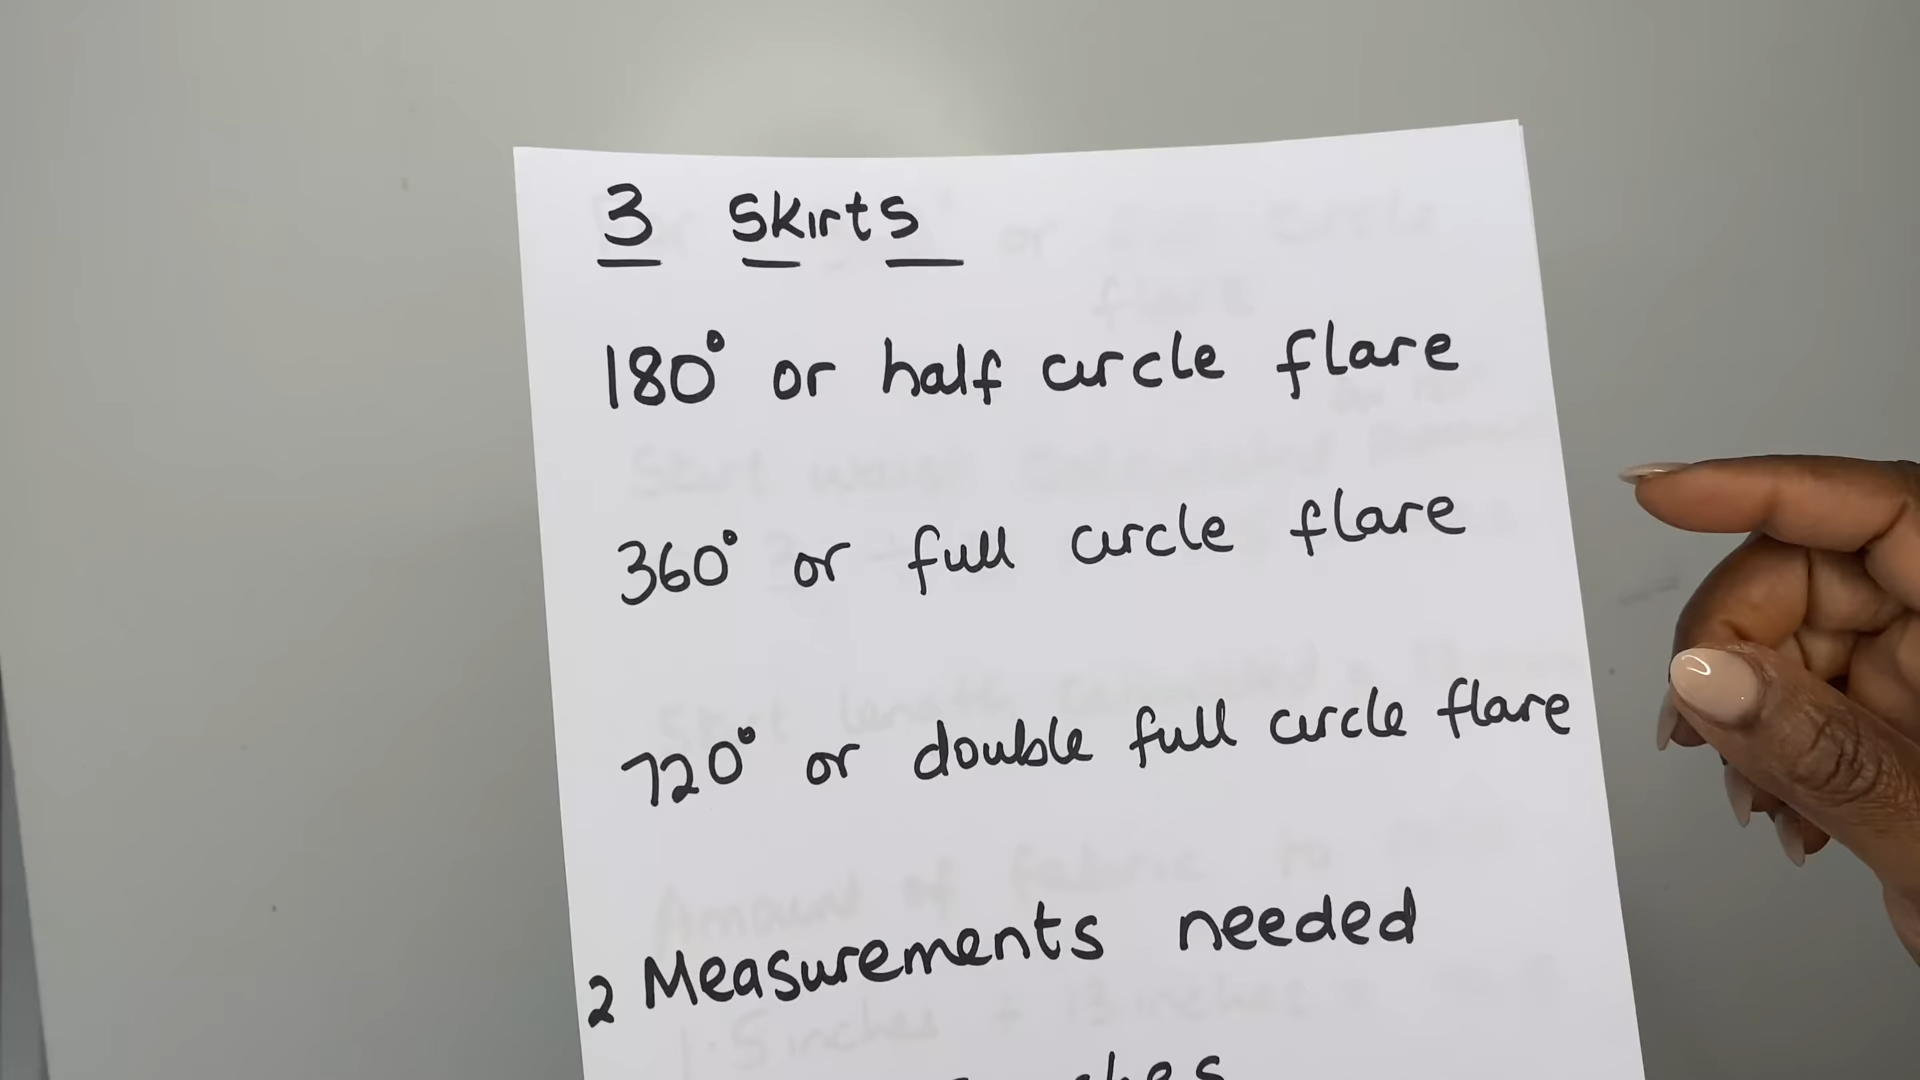 3 Skirts
180° or half circle flare
360° or full circle flare
720° or double full circle flare
2 Measurements needed